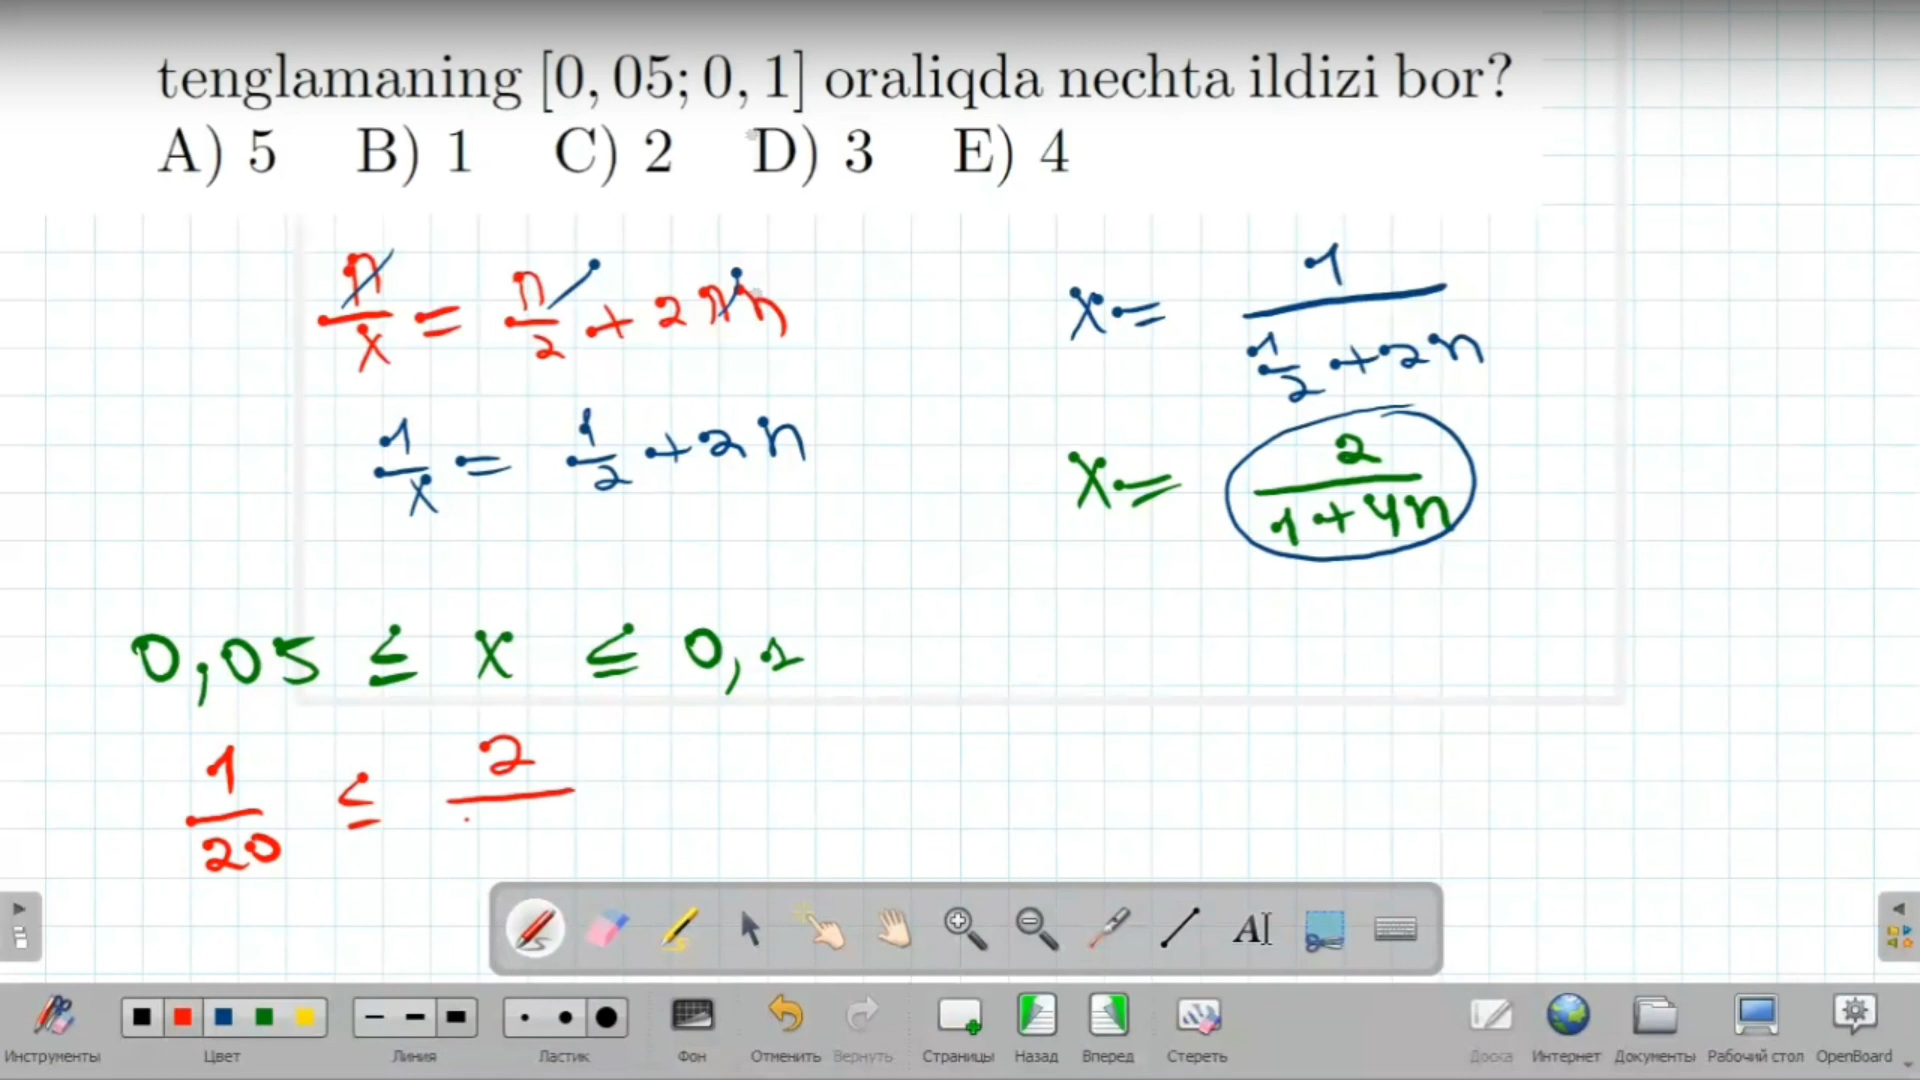 tenglamaning [0, 05; 0, 1] oraliqda nechta ildizi bor?
A) 5 B) 1 C) 2 D) 3 E) 4
π/x = π/2 + 2πn
x = 1/(1/2 + 2n)
1/x = 1/2 + 2n
x = 2/(1 + 4n)
0,05 ≤ x ≤ 0,1
1/20 ≤ 2/
Инструменты
Цвет
Линия
Ластик
Фон
Отменить
Вернуть
Страницы
Назад
Вперед
Стереть
Доска
Интернет
Документы
Рабочий стол
OpenBoard